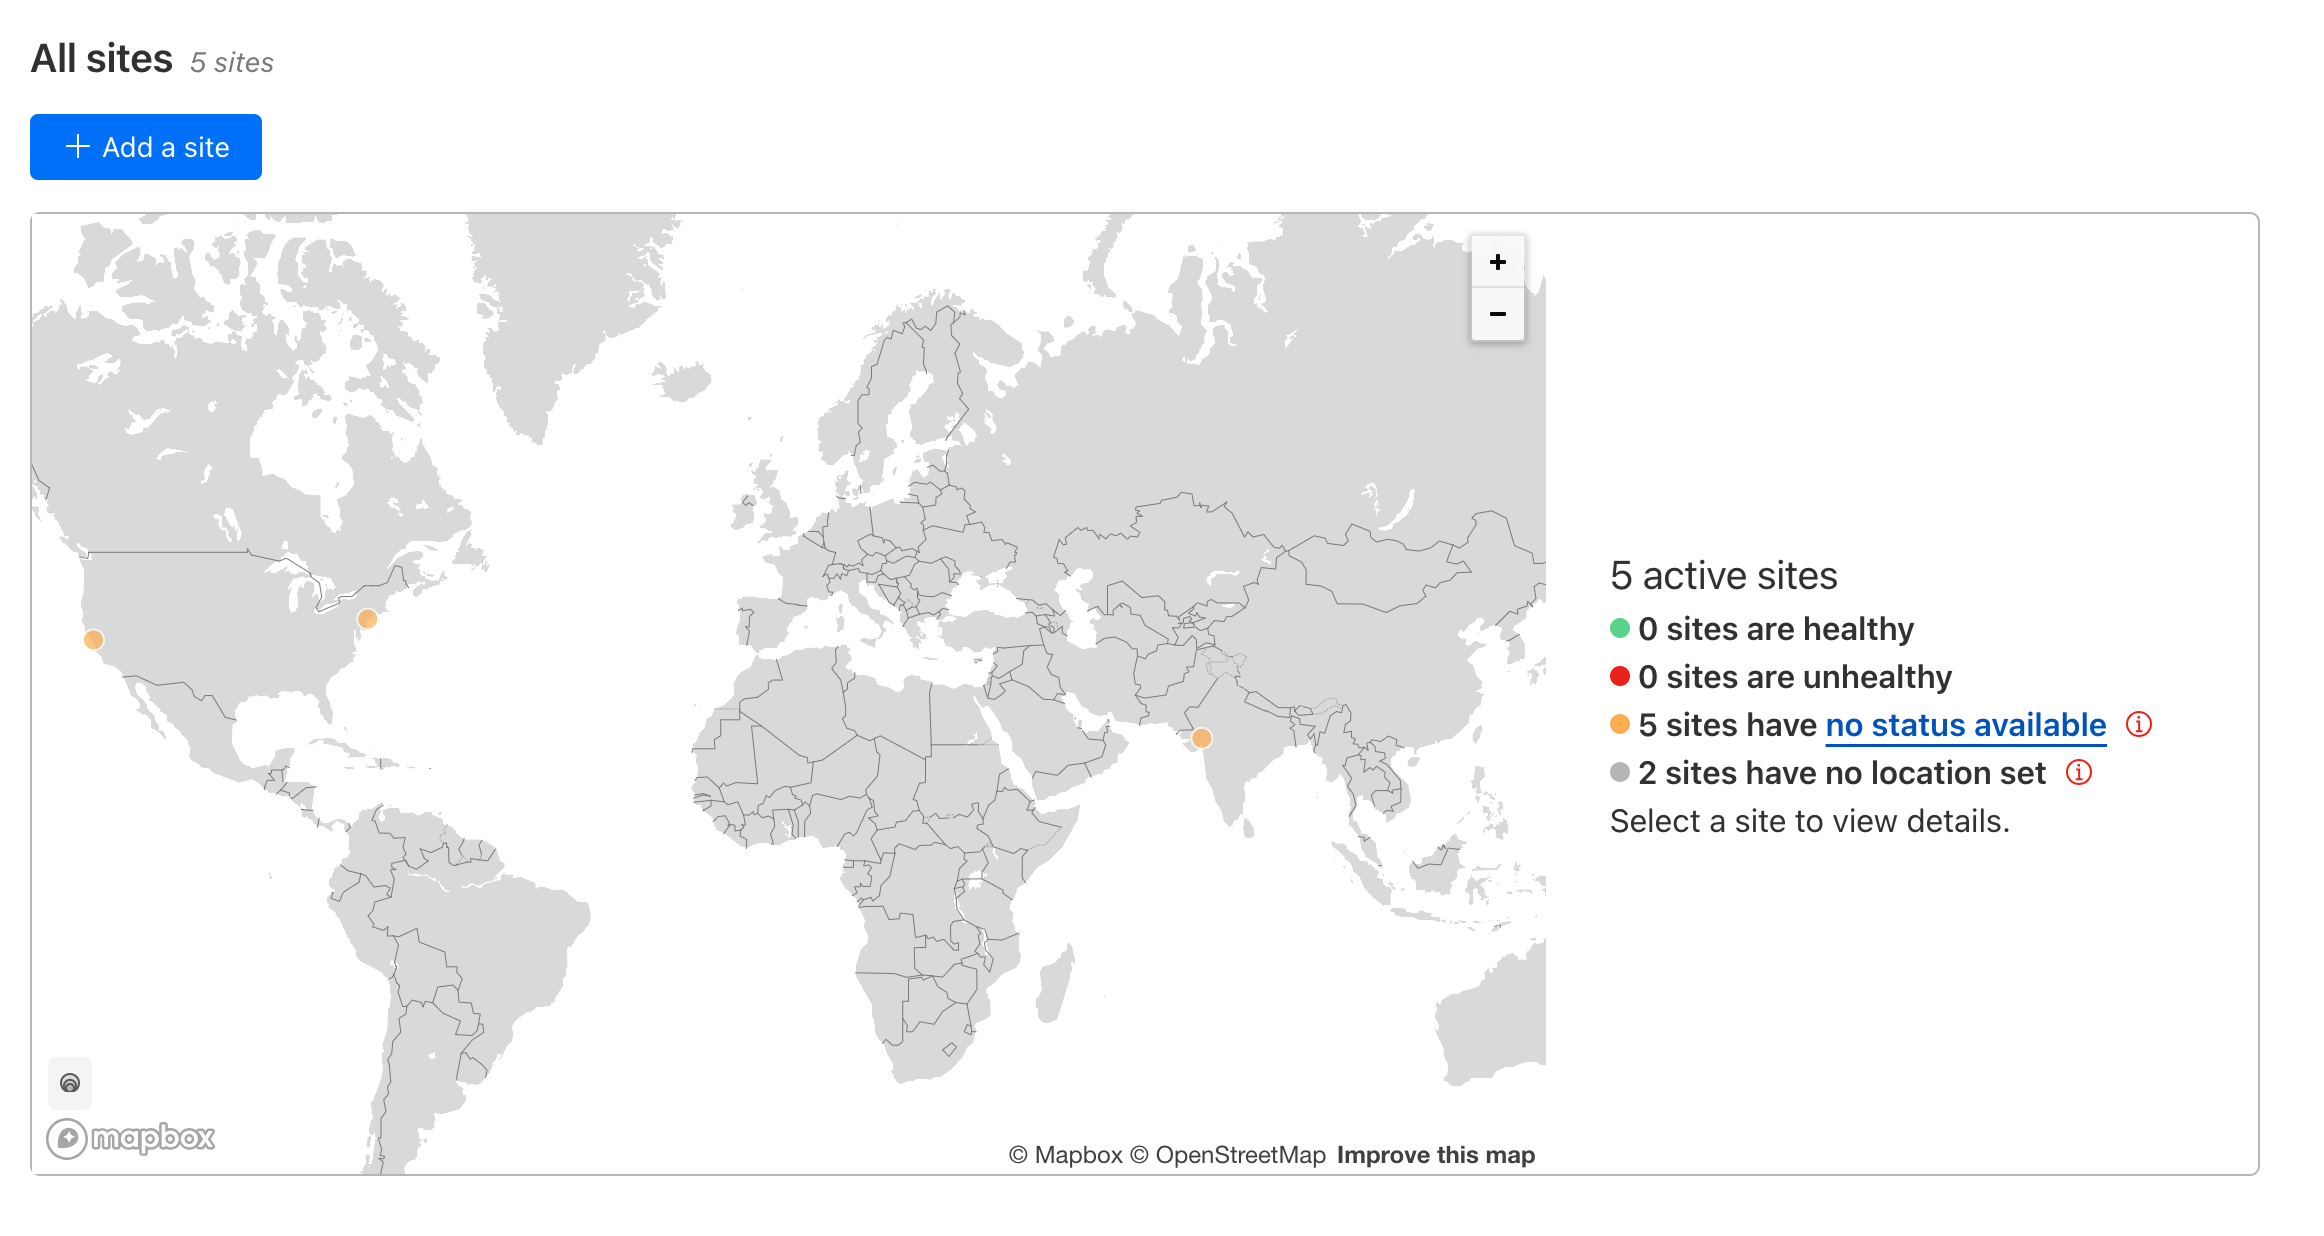 All sites 5 sites
+ Add a site
+
−
5 active sites
0 sites are healthy
0 sites are unhealthy
5 sites have no status available
2 sites have no location set
Select a site to view details.
mapbox
© Mapbox © OpenStreetMap Improve this map